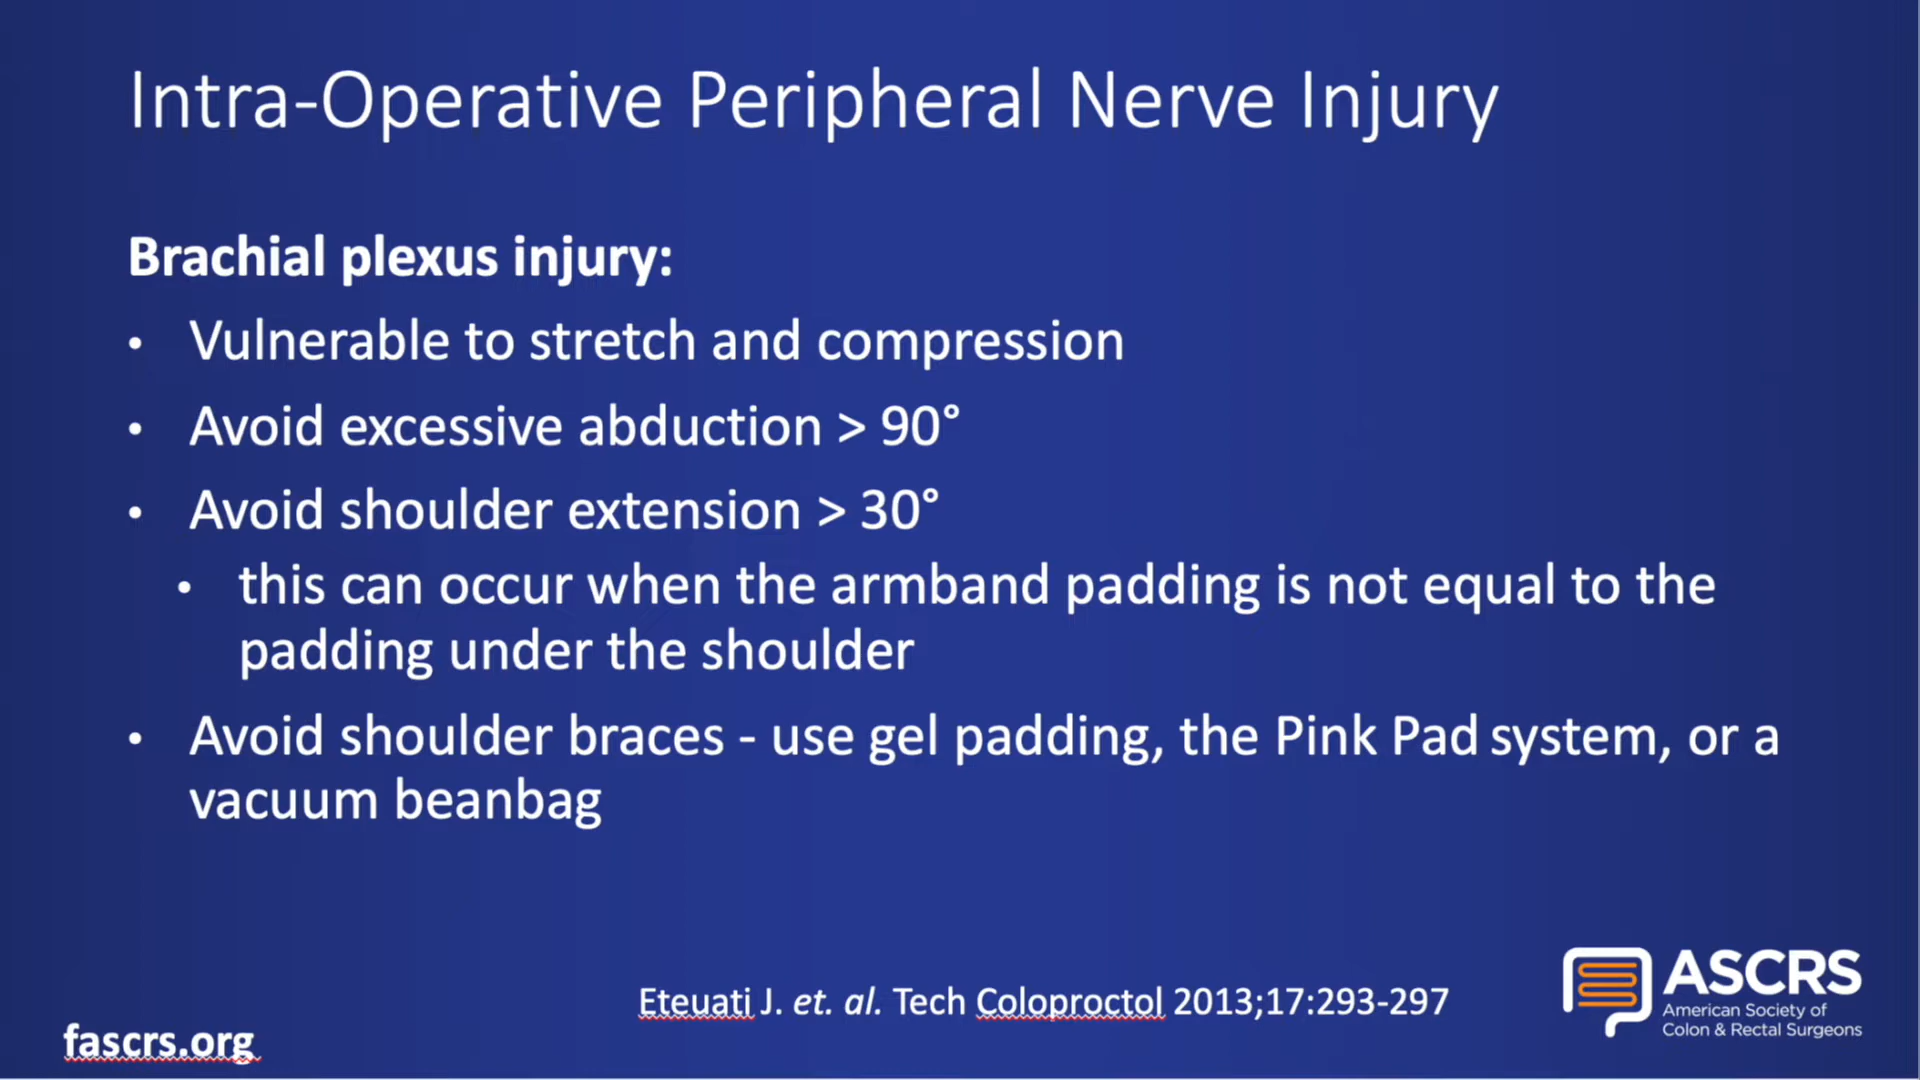 Intra-Operative Peripheral Nerve Injury
Brachial plexus injury:
• Vulnerable to stretch and compression
• Avoid excessive abduction > 90°
• Avoid shoulder extension > 30°
• this can occur when the armband padding is not equal to the
padding under the shoulder
• Avoid shoulder braces - use gel padding, the Pink Pad system, or a
vacuum beanbag
Eteuati J. et. al. Tech Coloproctol 2013;17:293-297
fascrs.org
ASCRS
American Society of
Colon & Rectal Surgeons